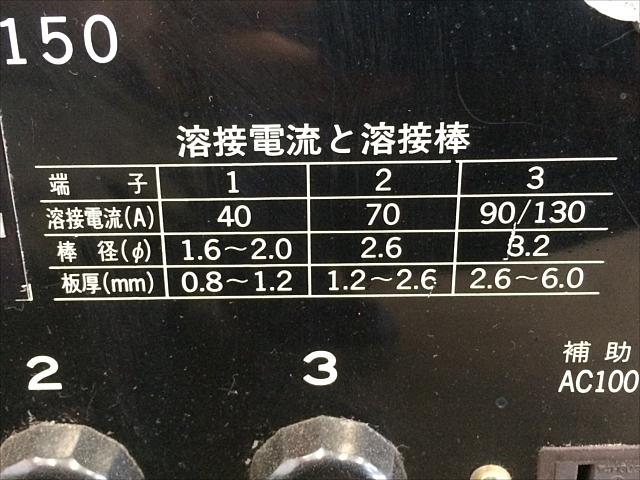 150
溶接電流と溶接棒
端子 1 2 3
溶接電流(A) 40 70 90/130
棒径(φ) 1.6～2.0 2.6 3.2
板厚(mm) 0.8～1.2 1.2～2.6 2.6～6.0
2 3
補助
AC100